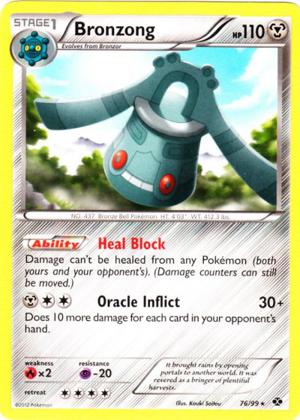 STAGE1
Bronzong
HP110
Evolves from Bronzor
NO. 437 Bronze Bell Pokémon HT. 4'03" WT. 412.3 lbs.
Ability Heal Block
Damage can't be healed from any Pokémon (both
yours and your opponent's). (Damage counters can still
be moved.)
Oracle Inflict 30+
Does 10 more damage for each card in your opponent's
hand.
weakness resistance
×2 -20
retreat
It brought rains by opening
portals to another world. It was
revered as a bringer of plentiful
harvests.
©2012 Pokémon
Illus. Kouki Saitou
76/99 ★